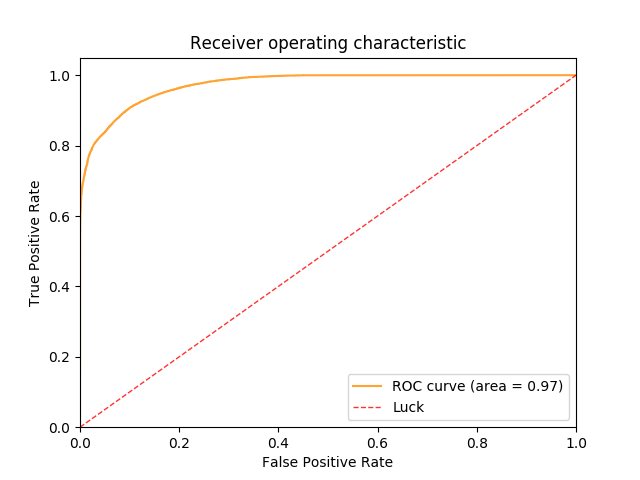 Receiver operating characteristic
True Positive Rate
1.0
0.8
0.6
0.4
0.2
0.0
0.0 0.2 0.4 0.6 0.8 1.0
False Positive Rate
ROC curve (area = 0.97)
Luck